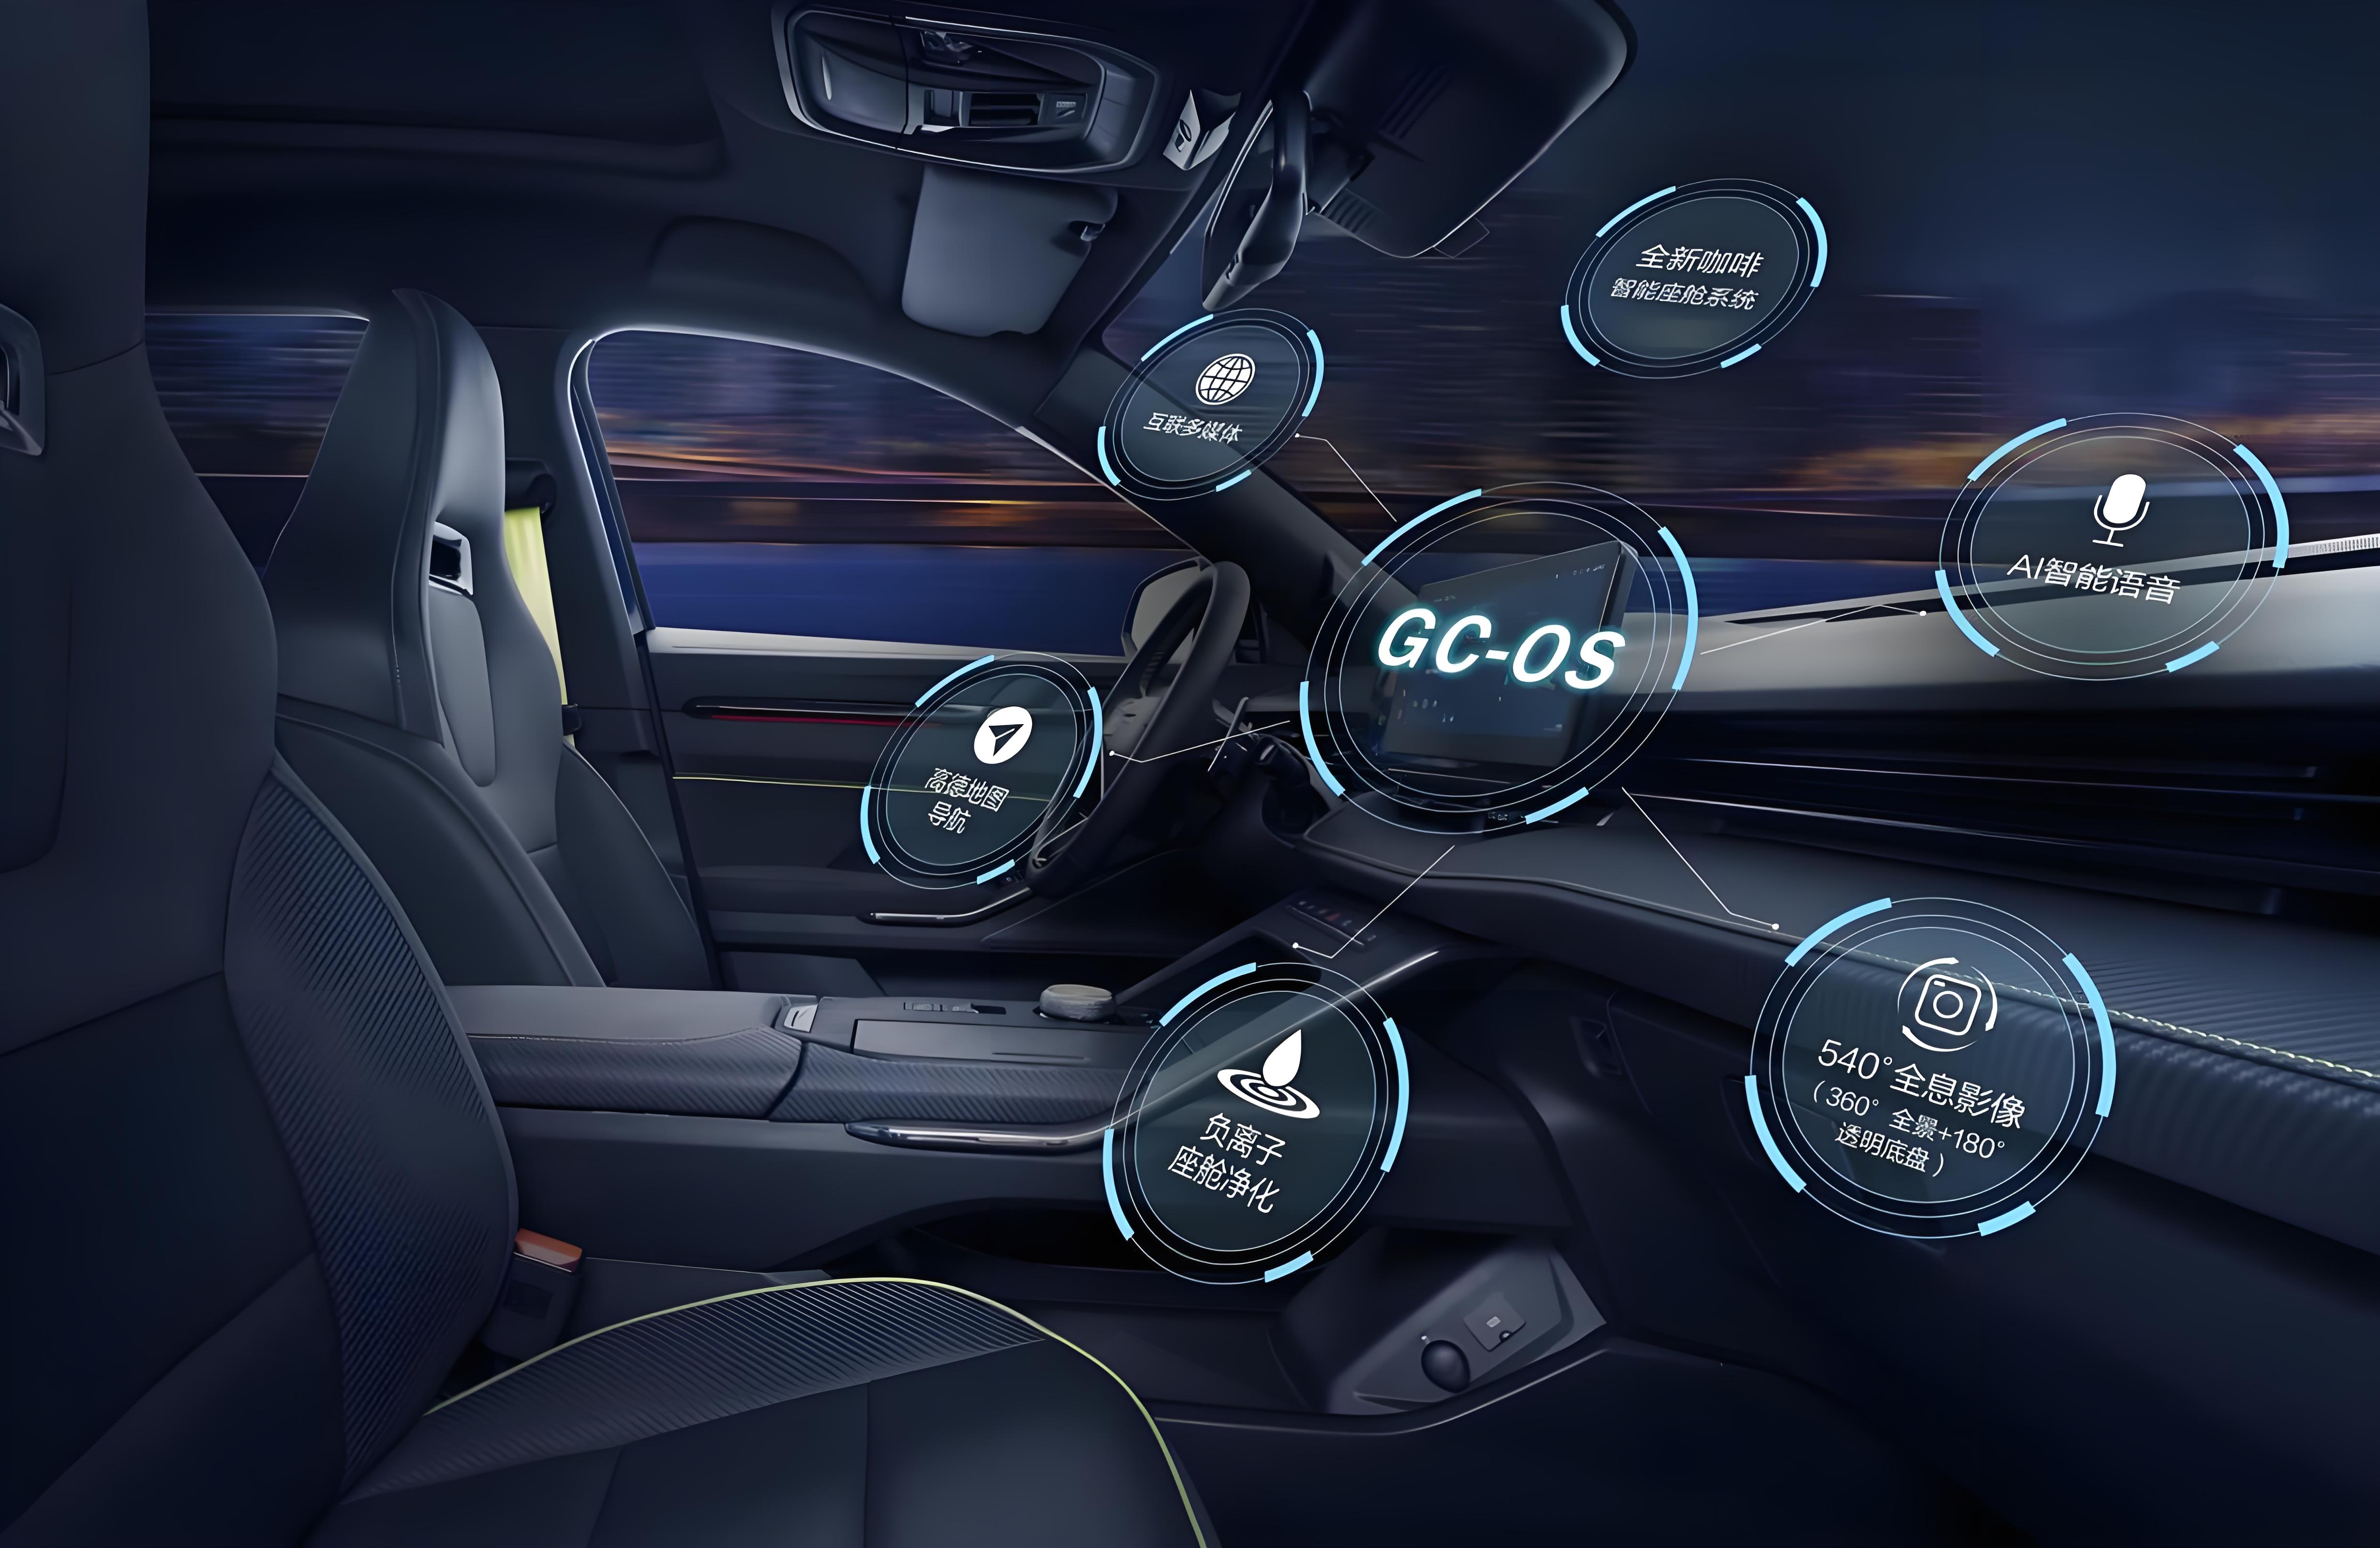 全新咖啡
智能座舱系统
互联多媒体
AI智能语音
GC-OS
高德地图
导航
540°全息影像
（360°全景+180°
透明底盘）
负离子
座舱净化